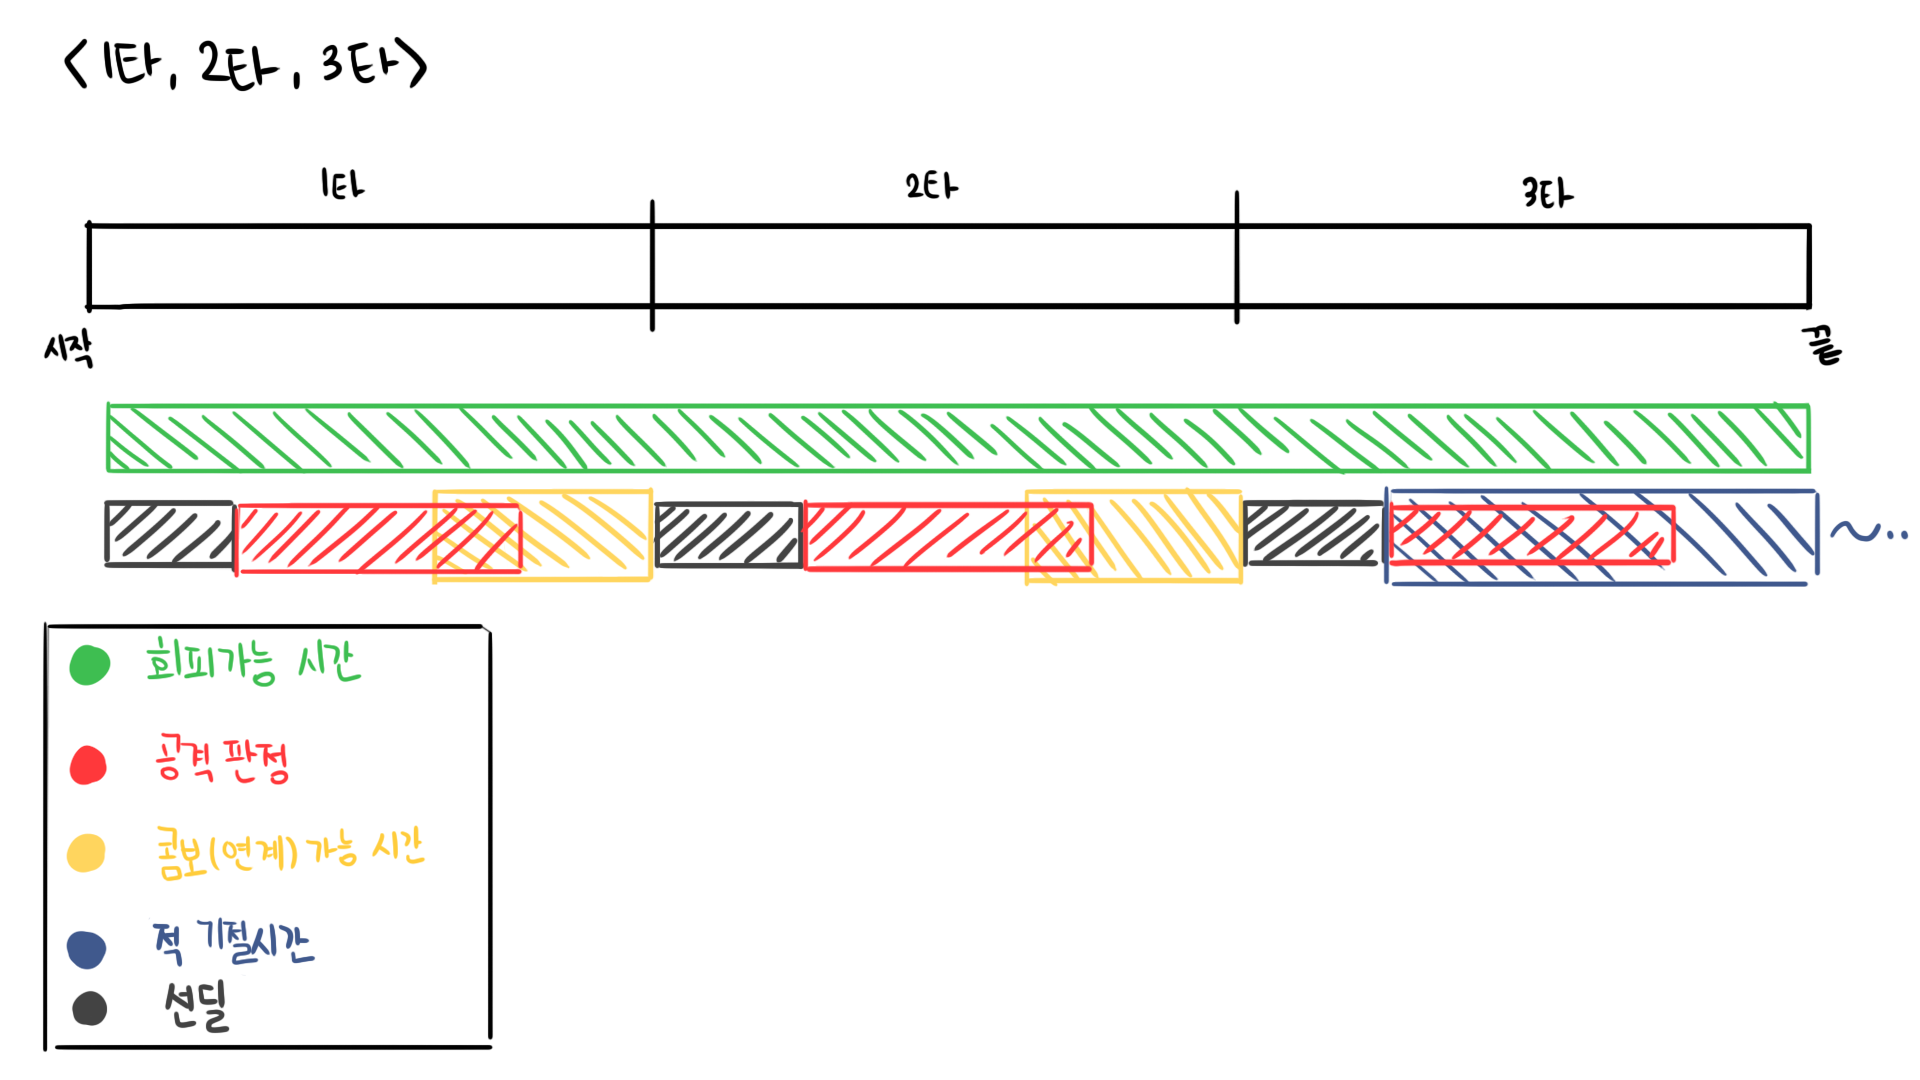 <1타, 2타, 3타>
1타 2타 3타
시작 끝
~..
회피가능 시간
공격 판정
콤보(연계) 가능 시간
적 기절시간
선딜